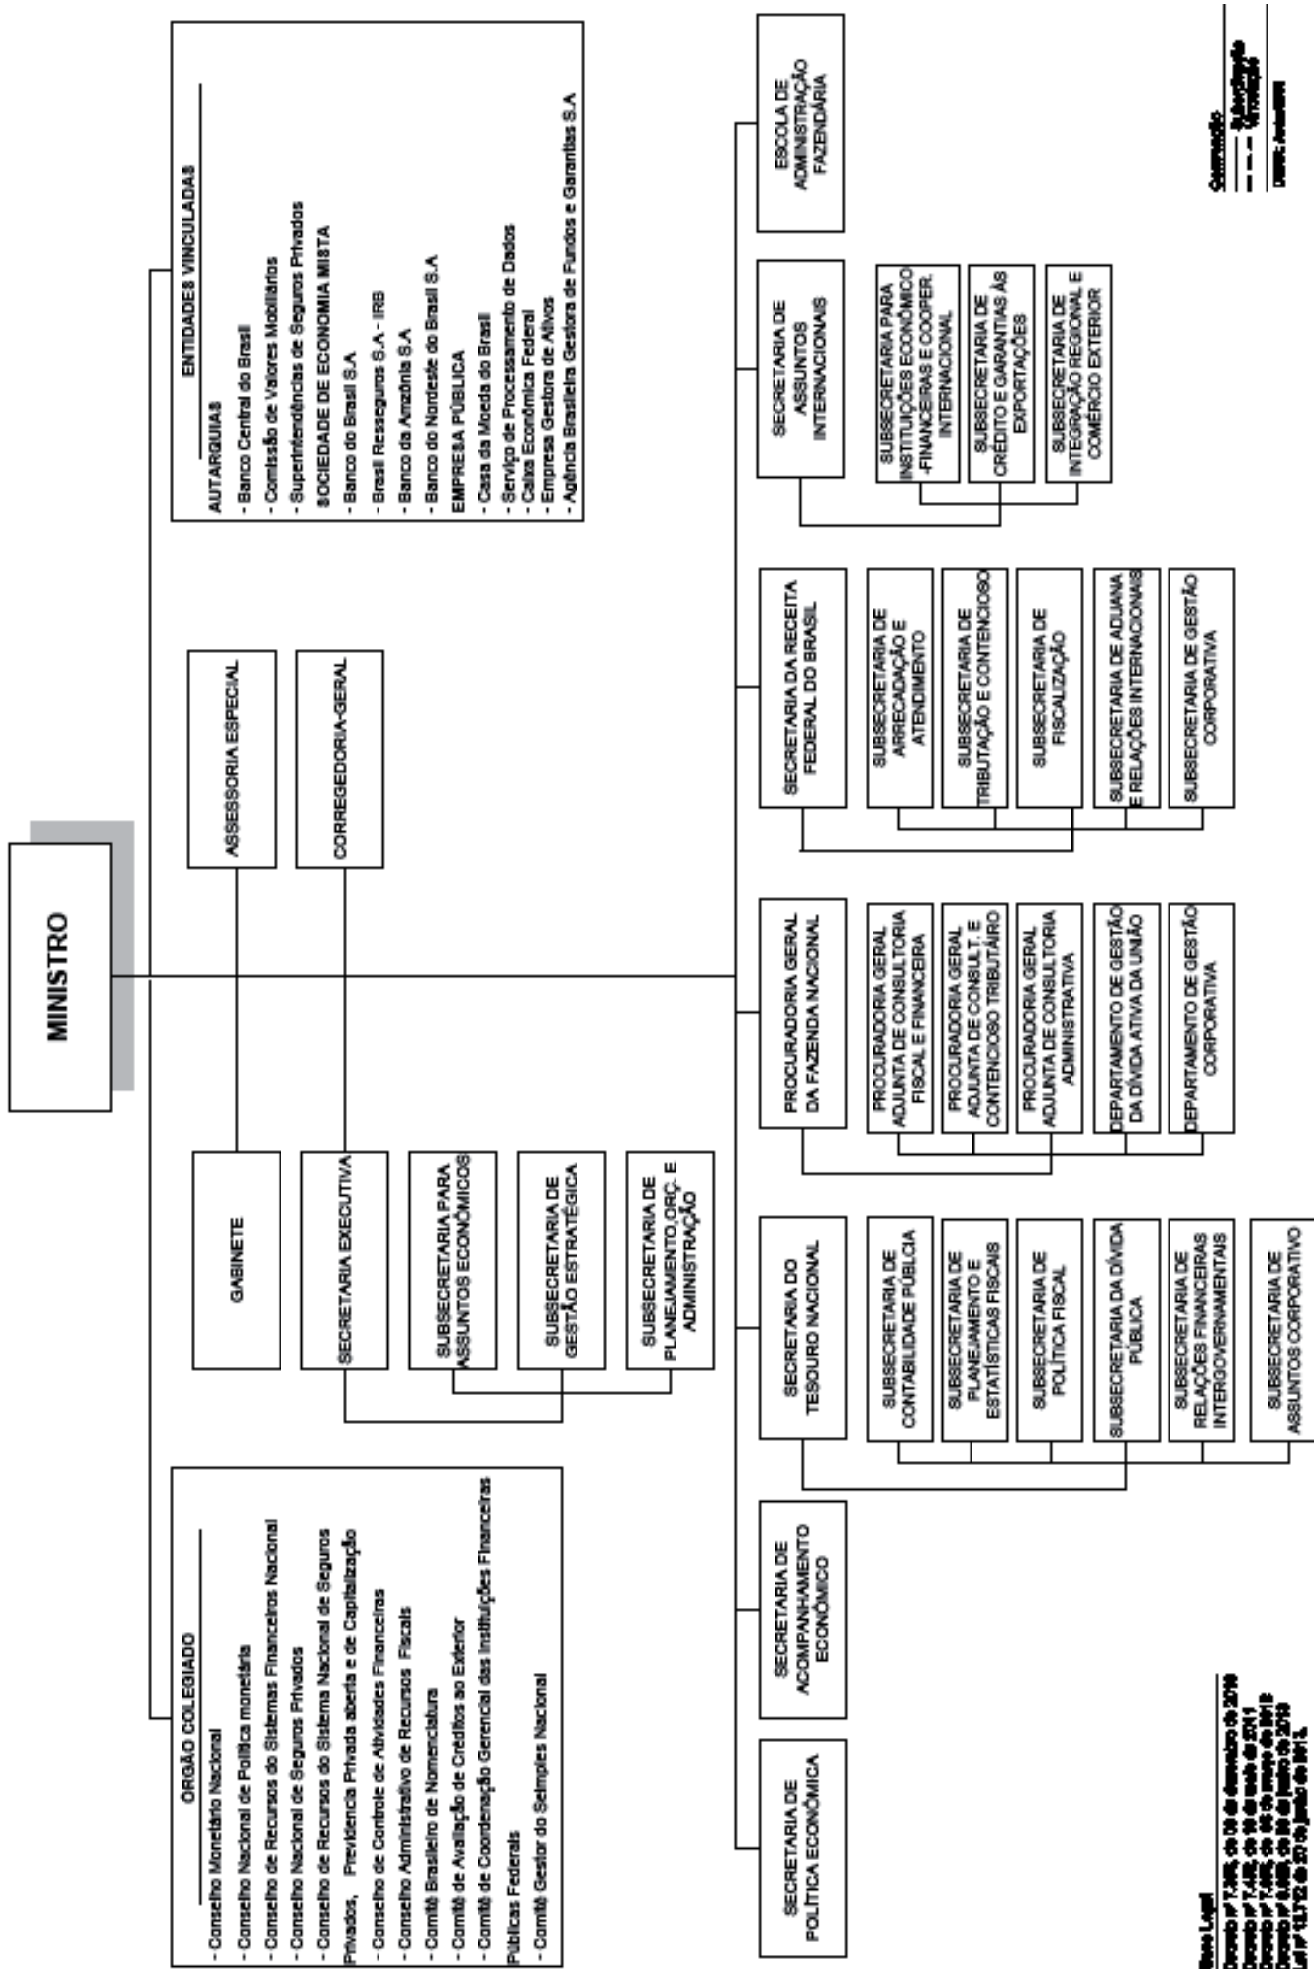 MINISTRO
ÓRGÃO COLEGIADO
- Conselho Monetário Nacional
- Conselho Nacional de Política monetária
- Conselho de Recursos do Sistemas Financeiros Nacional
- Conselho Nacional de Seguros Privados
- Conselho de Recursos do Sistema Nacional de Seguros
Privados, Previdencia Privada aberta e de Capitalização
- Conselho de Controle de Atividades Financeiras
- Conselho Administrativo de Recursos Fiscais
- Comitê Brasileiro de Nomenclatura
- Comitê de Avaliação de Créditos ao Exterior
- Comitê de Coordenação Gerencial das Instituições Financeiras
Públicas Federais
- Comitê Gestor do Seimples Nacional
GABINETE
ASSESSORIA ESPECIAL
SECRETARIA EXECUTIVA
CORREGEDORIA-GERAL
SUBSECRETARIA PARA
ASSUNTOS ECONÔMICOS
SUBSECRETARIA DE
GESTÃO ESTRATÉGICA
SUBSECRETARIA DE
PLANEJAMENTO,ORÇ. E
ADMINISTRAÇÃO
ENTIDADES VINCULADAS
AUTARQUIAS
- Banco Central do Brasil
- Comissão de Valores Mobiliários
- Superintendências de Seguros Privados
SOCIEDADE DE ECONOMIA MISTA
- Banco do Brasil S.A
- Brasil Resseguros S.A - IRB
- Banco da Amzônia S.A
- Banco do Nordeste do Brasil S.A
EMPRESA PÚBLICA
- Casa da Moeda do Brasil
- Serviço de Processamento de Dados
- Caixa Econômica Federal
- Empresa Gestora de Ativos
- Agência Brasileira Gestora de Fundos e Garantias S.A
SECRETARIA DE
POLÍTICA ECONÔMICA
SECRETARIA DE
ACOMPANHAMENTO
ECONÔMICO
SECRETARIA DO
TESOURO NACIONAL
SUBSECRETARIA DE
CONTABILIDADE PÚBLCIA
SUBSECRETARIA DE
PLANEJAMENTO E
ESTATÍSTICAS FISCAIS
SUBSECRETARIA DE
POLÍTICA FISCAL
SUBSECRETARIA DA DÍVIDA
PÚBLICA
SUBSECRETARIA DE
RELAÇÕES FINANCEIRAS
INTERGOVERNAMENTAIS
SUBSECRETARIA DE
ASSUNTOS CORPORATIVO
PROCURADORIA GERAL
DA FAZENDA NACIONAL
PROCURADORIA GERAL
ADJUNTA DE CONSULTORIA
FISCAL E FINANCEIRA
PROCURADORIA GERAL
ADJUNTA DE CONSULT. E
CONTENCIOSO TRIBUTÁIRO
PROCURADORIA GERAL
ADJUNTA DE CONSULTORIA
ADMINISTRATIVA
DEPARTAMENTO DE GESTÃO
DA DÍVIDA ATIVA DA UNIÃO
DEPARTAMENTO DE GESTÃO
CORPORATIVA
SECRETARIA DA RECEITA
FEDERAL DO BRASIL
SUBSECRETARIA DE
ARRECADAÇÃO E
ATENDIMENTO
SUBSECRETARIA DE
TRIBUTAÇÃO E CONTENCIOSO
SUBSECRETARIA DE
FISCALIZAÇÃO
SUBSECRETARIA DE ADUANA
E RELAÇÕES INTERNACIONAIS
SUBSECRETARIA DE GESTÃO
CORPORATIVA
SECRETARIA DE
ASSUNTOS
INTERNACIONAIS
SUBSECRETARIA PARA
INSTITUIÇÕES ECONÔMICO
-FINANCEIRAS E COOPER.
INTERNACIONAL
SUBSECRETARIA DE
CRÉDITO E GARANTIAS ÀS
EXPORTAÇÕES
SUBSECRETARIA DE
INTEGRAÇÃO REGIONAL E
COMÉRCIO EXTERIOR
ESCOLA DE
ADMINISTRAÇÃO
FAZENDÁRIA
Base Legal
Convenção
Subordinação